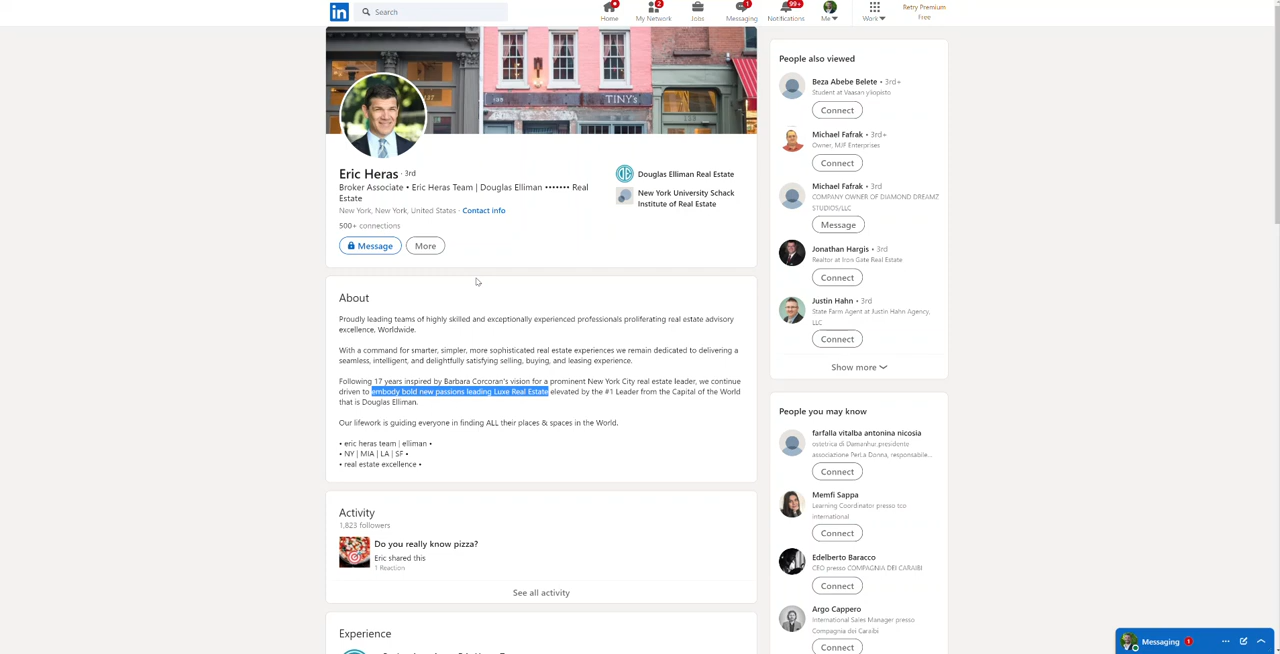 in
Search
2
1
99+
Home
My Network
Jobs
Messaging
Notifications
Me
Work
Retry Premium
Free
TINY'S
Eric Heras · 3rd
Broker Associate • Eric Heras Team | Douglas Elliman ••••••• Real
Estate
New York, New York, United States · Contact info
500+ connections
Message
More
Douglas Elliman Real Estate
New York University Schack
Institute of Real Estate
About
Proudly leading teams of highly skilled and exceptionally experienced professionals proliferating real estate advisory
excellence, Worldwide.
With a command for smarter, simpler, more sophisticated real estate experiences we remain dedicated to delivering a
seamless, intelligent, and delightfully satisfying selling, buying, and leasing experience.
Following 17 years inspired by Barbara Corcoran's vision for a prominent New York City real estate leader, we continue
driven to embody bold new passions leading Luxe Real Estate elevated by the #1 Leader from the Capital of the World
that is Douglas Elliman.
Our lifework is guiding everyone in finding ALL their places & spaces in the World.
• eric heras team | elliman •
• NY | MIA | LA | SF •
• real estate excellence •
Activity
1,823 followers
Do you really know pizza?
Eric shared this
1 Reaction
See all activity
Experience
People also viewed
Beza Abebe Belete • 3rd+
Student at Vaasan yliopisto
Connect
Michael Fafrak • 3rd+
Owner, MJF Enterprises
Connect
Michael Fafrak • 3rd
COMPANY OWNER OF DIAMOND DREAMZ
STUDIOS/LLC
Message
Jonathan Hargis • 3rd
Realtor at Iron Gate Real Estate
Connect
Justin Hahn • 3rd
State Farm Agent at Justin Hahn Agency,
LLC
Connect
Show more
People you may know
farfalla vitalba antonina nicosia
ostetrica di Damanhur.presidente
associazione Per.La Donna, responsabile...
Connect
Memfi Sappa
Learning Coordinator presso tco
international
Connect
Edelberto Baracco
CEO presso COMPAGNIA DEI CARAIBI
Connect
Argo Cappero
International Sales Manager presso
Compagnia dei Caraibi
Connect
Messaging 1